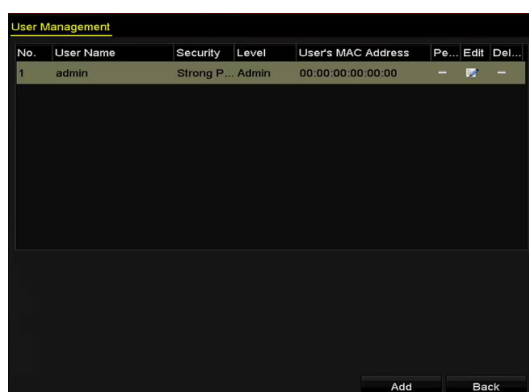 User Management
No. User Name Security Level User's MAC Address Pe... Edit Del...
1 admin Strong P... Admin 00:00:00:00:00:00 — —
Add Back